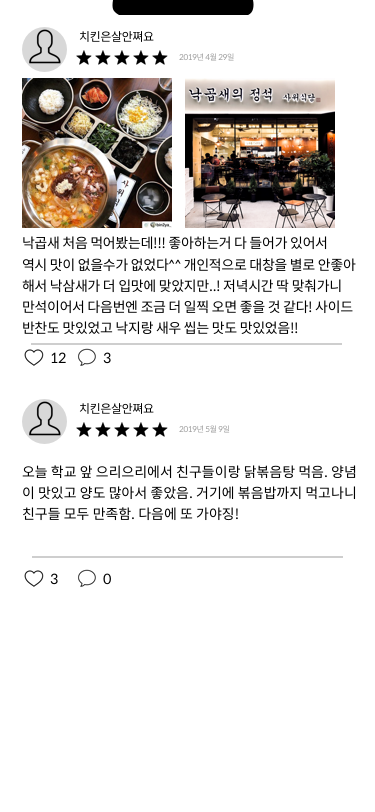 치킨은살안쪄요
2019년 4월 29일
낙곱새의 정석 사위식당
사위식
낙곱새 처음 먹어봤는데!!! 좋아하는거 다 들어가 있어서
역시 맛이 없을수가 없었다^^ 개인적으로 대창을 별로 안좋아
해서 낙삼새가 더 입맛에 맞았지만..! 저녁시간 딱 맞춰가니
만석이어서 다음번엔 조금 더 일찍 오면 좋을 것 같다! 사이드
반찬도 맛있었고 낙지랑 새우 씹는 맛도 맛있었음!!
12 3
치킨은살안쪄요
2019년 5월 9일
오늘 학교 앞 으리으리에서 친구들이랑 닭볶음탕 먹음. 양념
이 맛있고 양도 많아서 좋았음. 거기에 볶음밥까지 먹고나니
친구들 모두 만족함. 다음에 또 가야징!
3 0